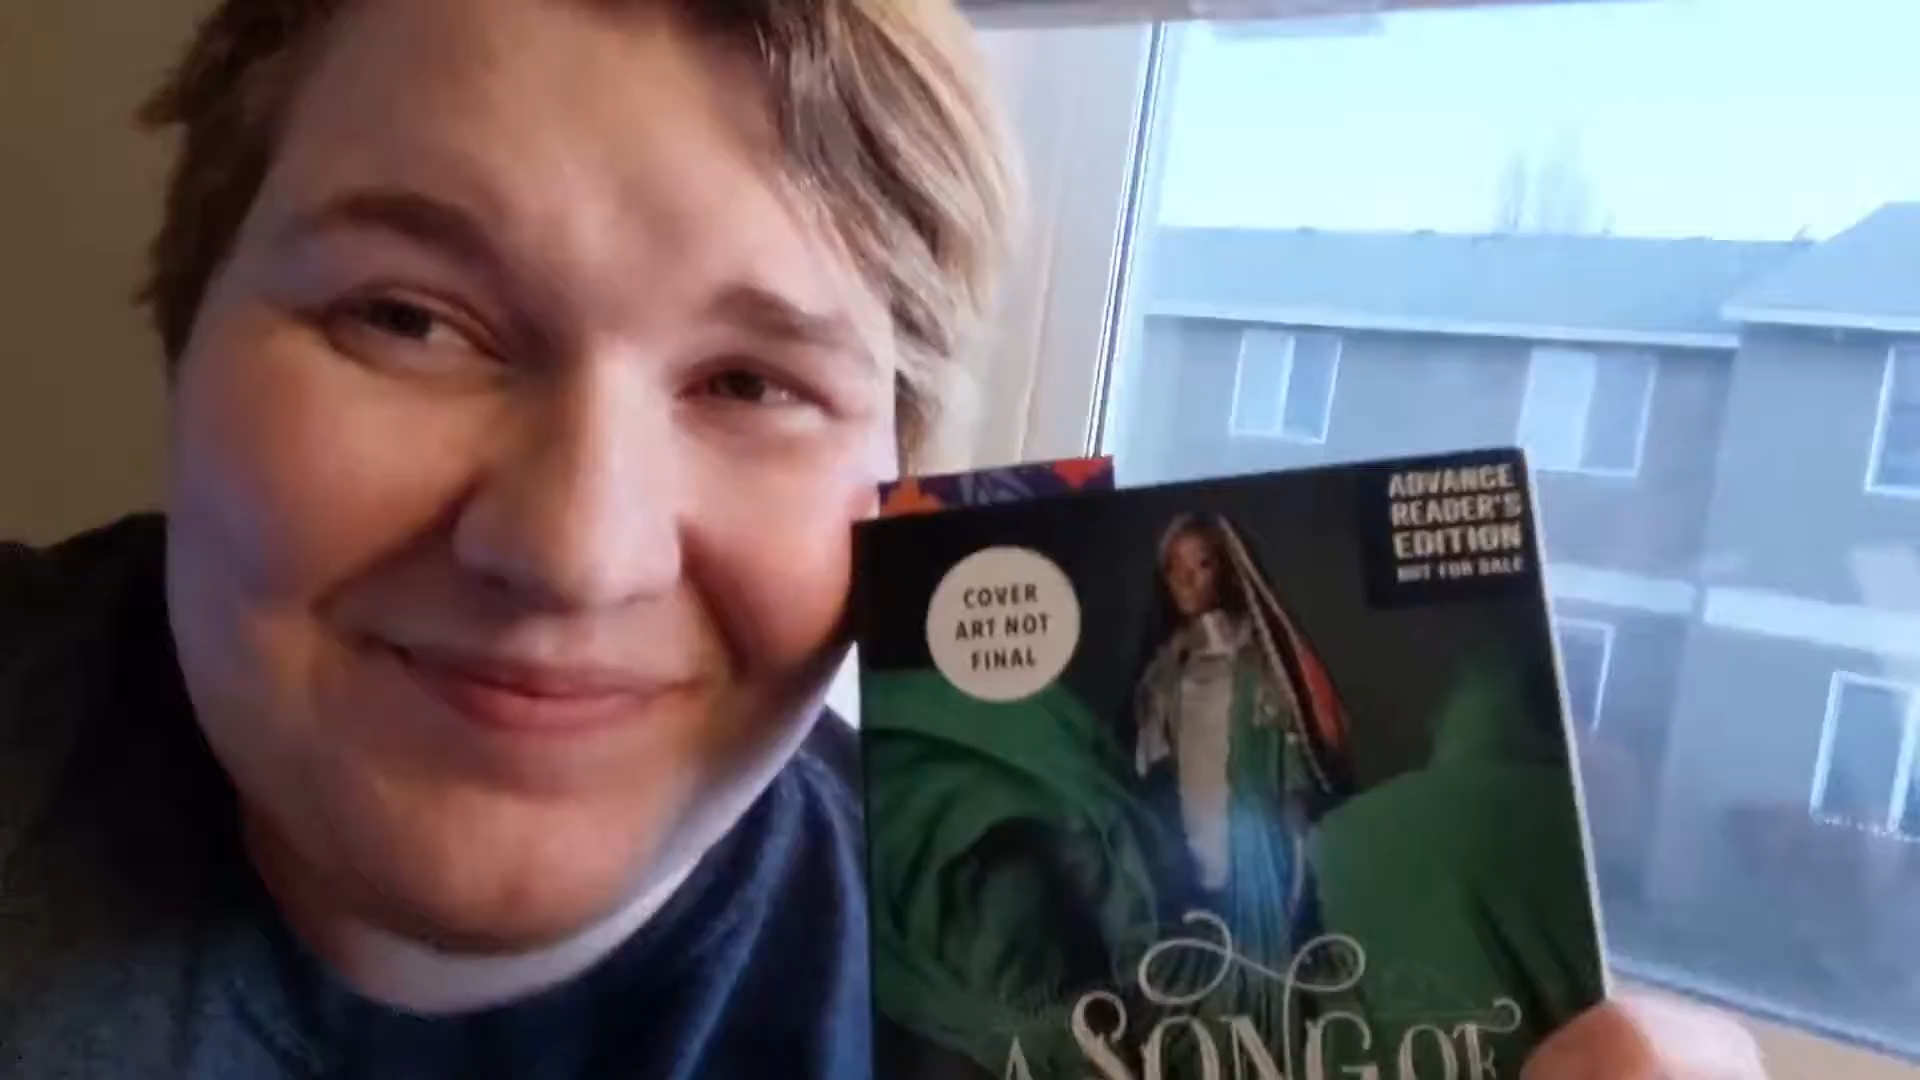 ADVANCE
READER'S
EDITION
NOT FOR SALE
COVER
ART NOT
FINAL
A SONG OF